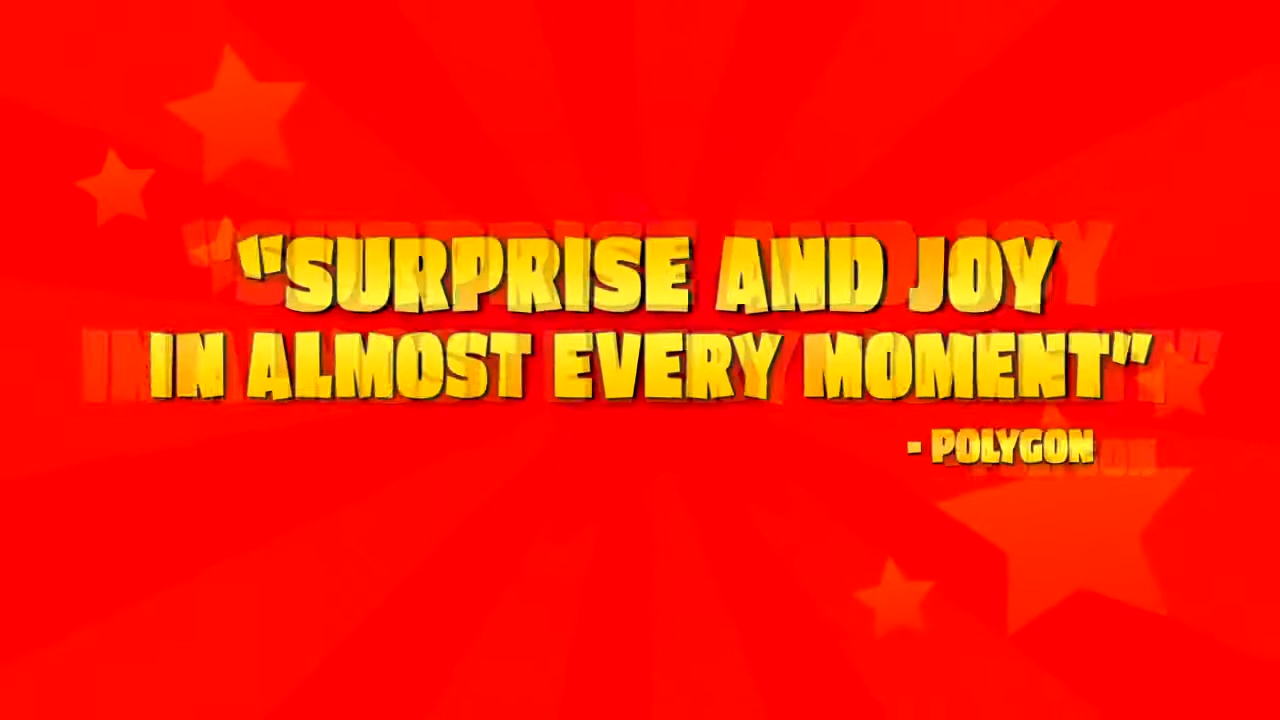 “SURPRISE AND JOY
IN ALMOST EVERY MOMENT”
- POLYGON